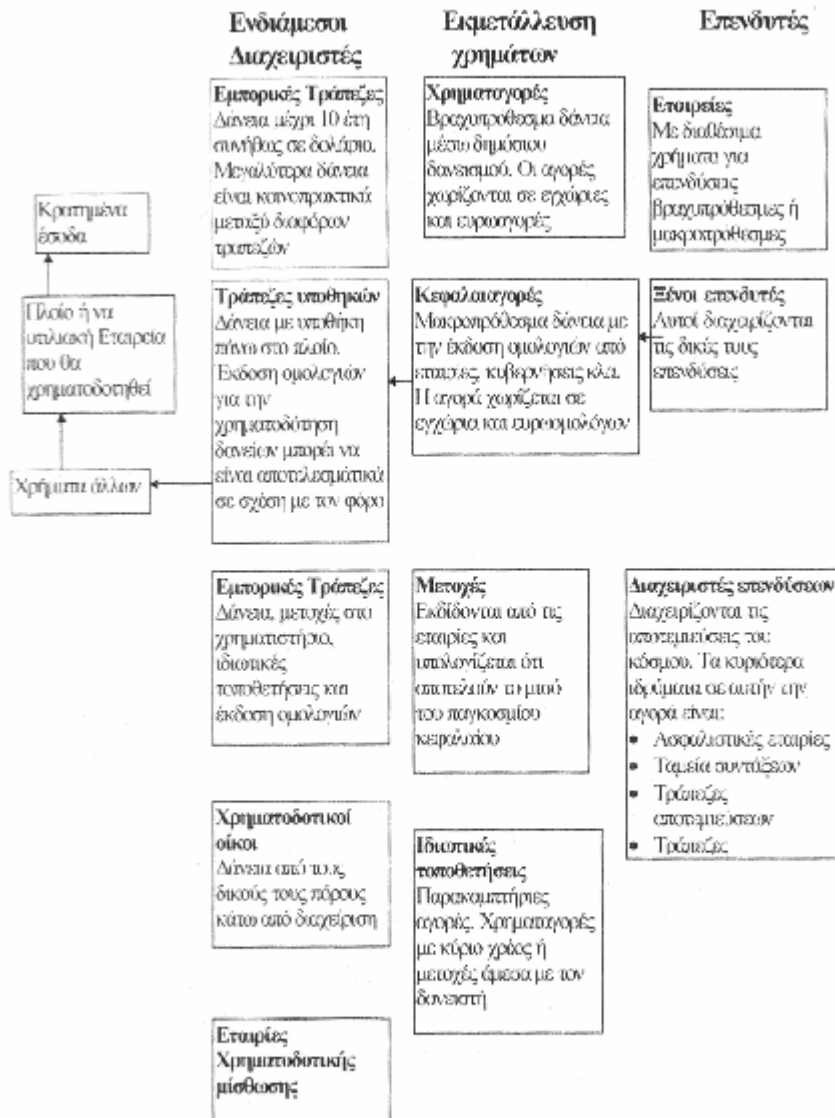 Ενδιάμεσοι
Διαχειριστές
Εκμετάλλευση
χρημάτων
Επενδυτές
Κρατημένα
έσοδα
Πλοίο ή να
υτιλιακή Εταιρεία
που θα
χρηματοδοτηθεί
Χρήματα άλλων
Εμπορικές Τράπεζες
Δάνεια μέχρι 10 έτη
συνήθως σε δολάριο.
Μεγαλύτερα δάνεια
είναι κοινοπρακτικά
μεταξύ διαφόρων
τραπεζών
Τράπεζες υποθηκών
Δάνεια με υποθήκη
πάνω στο πλοίο.
Έκδοση ομολογιών
για την
χρηματοδότηση
δανείων μπορεί να
είναι αποτελεσμάτικά
σε σχέση με τον φόρο
Εμπορικές Τράπεζες
Δάνεια, μετοχές στο
χρηματιστήριο,
ιδιωτικές
τοποθετήσεις και
έκδοση ομολογιών
Χρηματοδοτικοί
οίκοι
Δάνεια από τους
δικούς τους πόρους
κάτω από διαχείριση
Εταιρίες
Χρηματοδοτικής
μίσθωσης
Χρηματαγορές
Βραχυπρόθεσμα δάνεια
μέσω δημόσιου
δανεισμού. Οι αγορές
χωρίζονται σε εγχώριες
και ευρωαγορές
Κεφαλαιαγορές
Μακροπρόθεσμα δάνεια με
την έκδοση ομολογιών από
εταιριες, κυβερνήσεις κλπ.
Η αγορά χωρίζεται σε
εγχώρια και ευρωομολόγων
Μετοχές
Εκδίδονται από τις
εταιρίες και
υπολογίζεται ότι
αποτελούν το μισό
του παγκοσμίου
κεφαλαίου
Ιδιωτικές
τοποθετήσεις
Παρακαμπτήριες
αγορές. Χρηματαγορές
με κύριο χρέος ή
μετοχές άμεσα με τον
δανειστή
Εταιρείες
Με διαθέσιμα
χρήματα για
επενδύσεις
βραχυπρόθεσμες ή
μακροπρόθεσμες
Ξένοι επενδυτές
Αυτοί διαχειρίζονται
τις δικές τους
επενδύσεις
Διαχειριστές επενδύσεων
Διαχειρίζονται τις
αποτεμιεύσεις του
κόσμου. Τα κυριότερα
ιδρύματα σε αυτήν την
αγορά είναι:
• Ασφαλιστικές εταιρίες
• Ταμεία συντάξεων
• Τράπεζες
αποτεμιεύσεων
• Τράπεζες